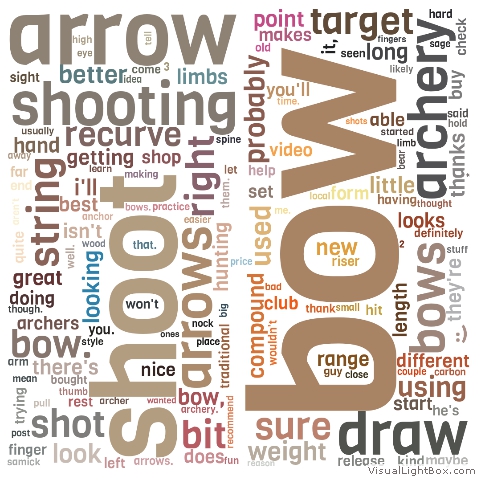 arrow
high
eye
tell
sight
better
idea
come
3
limbs
shooting
usually
hand
recurve
spine
away
getting
shop
far
learn
making
let
end
string
i'll
right
them.
best
bows.
practice
aren't
anchor
easier
quite
isn't
shoot
that.
well.
wood
looking
arrows
hunting
price
great
doing
though.
won't
big
archers
you.
nock
traditional
style
ones
place
bow.
arm
there's
nice
does
mean
bought
thumb
trying
pull
rest
archer
wanted
bow,
archery.
recommend
post
shot
bit
finger
look
samick
left
arrows.
does
fun
point
makes
target
hard
old
it,
fingers
sage
check
seen
long
likely
buy
probably
you'll
time.
bow
archery
shots
able
started
said
hold
video
limb
thanks
bear
help
set
form
local
little
having
thought
used
me.
looks
definitely
new
riser
2
bows
stuff
they're
compound
bad
club
thank
small
hit
length
:)
wouldn't
range
guy
close
different
couple
carbon
using
start
he's
sure
draw
weight
reason
release
kind
maybe
VisualLightBox.com